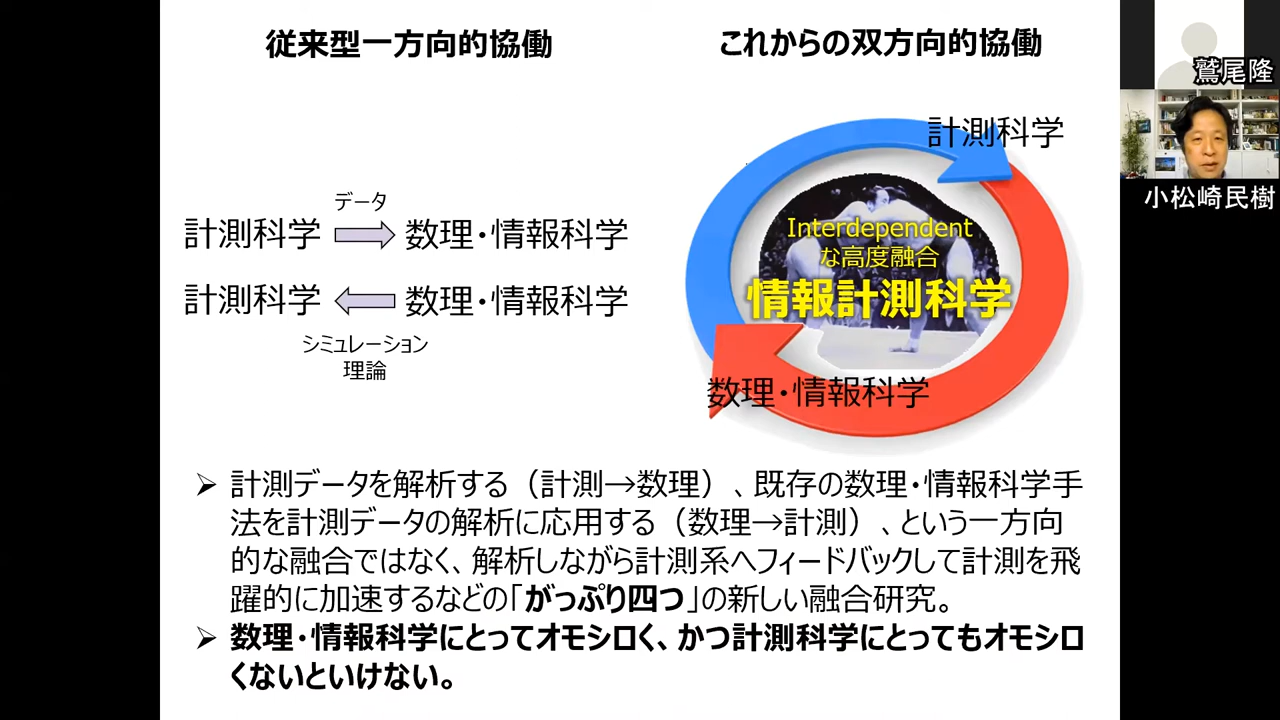 従来型一方向的協働
これからの双方向的協働
データ
計測科学
数理・情報科学
計測科学
数理・情報科学
シミュレーション
理論
計測科学
Interdependent
な高度融合
情報計測科学
数理・情報科学
➢ 計測データを解析する（計測→数理）、既存の数理・情報科学手
法を計測データの解析に応用する（数理→計測）、という一方向
的な融合ではなく、解析しながら計測系へフィードバックして計測を飛
躍的に加速するなどの「がっぷり四つ」の新しい融合研究。
➢ 数理・情報科学にとってオモシロく、かつ計測科学にとってもオモシロ
くないといけない。
鷲尾隆
小松崎民樹